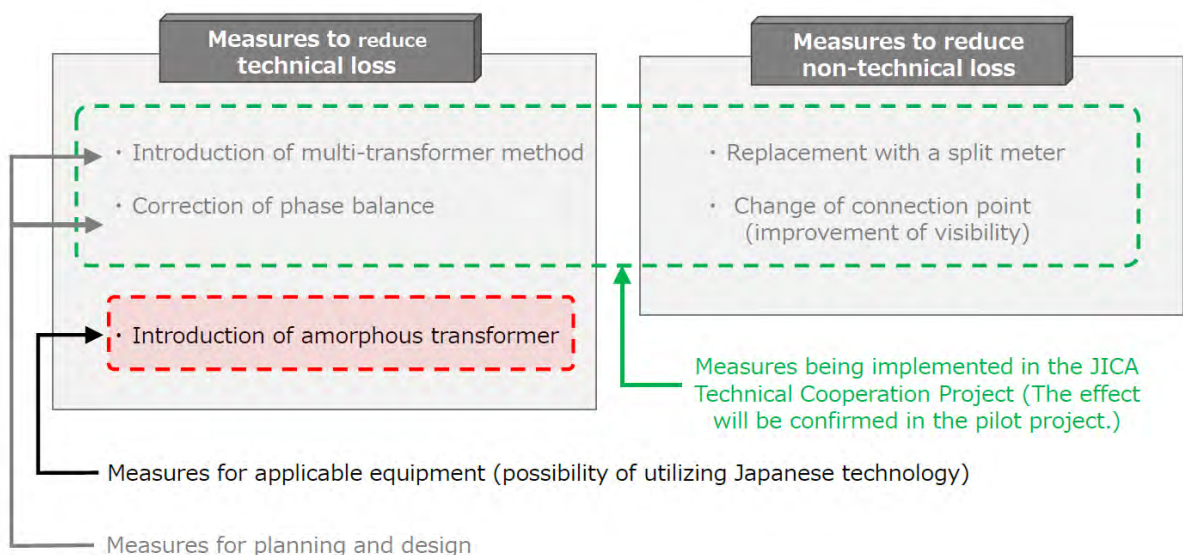 Measures to reduce
technical loss
Measures to reduce
non-technical loss
・Introduction of multi-transformer method
・Correction of phase balance
・Replacement with a split meter
・Change of connection point
(improvement of visibility)
・Introduction of amorphous transformer
Measures being implemented in the JICA
Technical Cooperation Project (The effect
will be confirmed in the pilot project.)
Measures for applicable equipment (possibility of utilizing Japanese technology)
Measures for planning and design